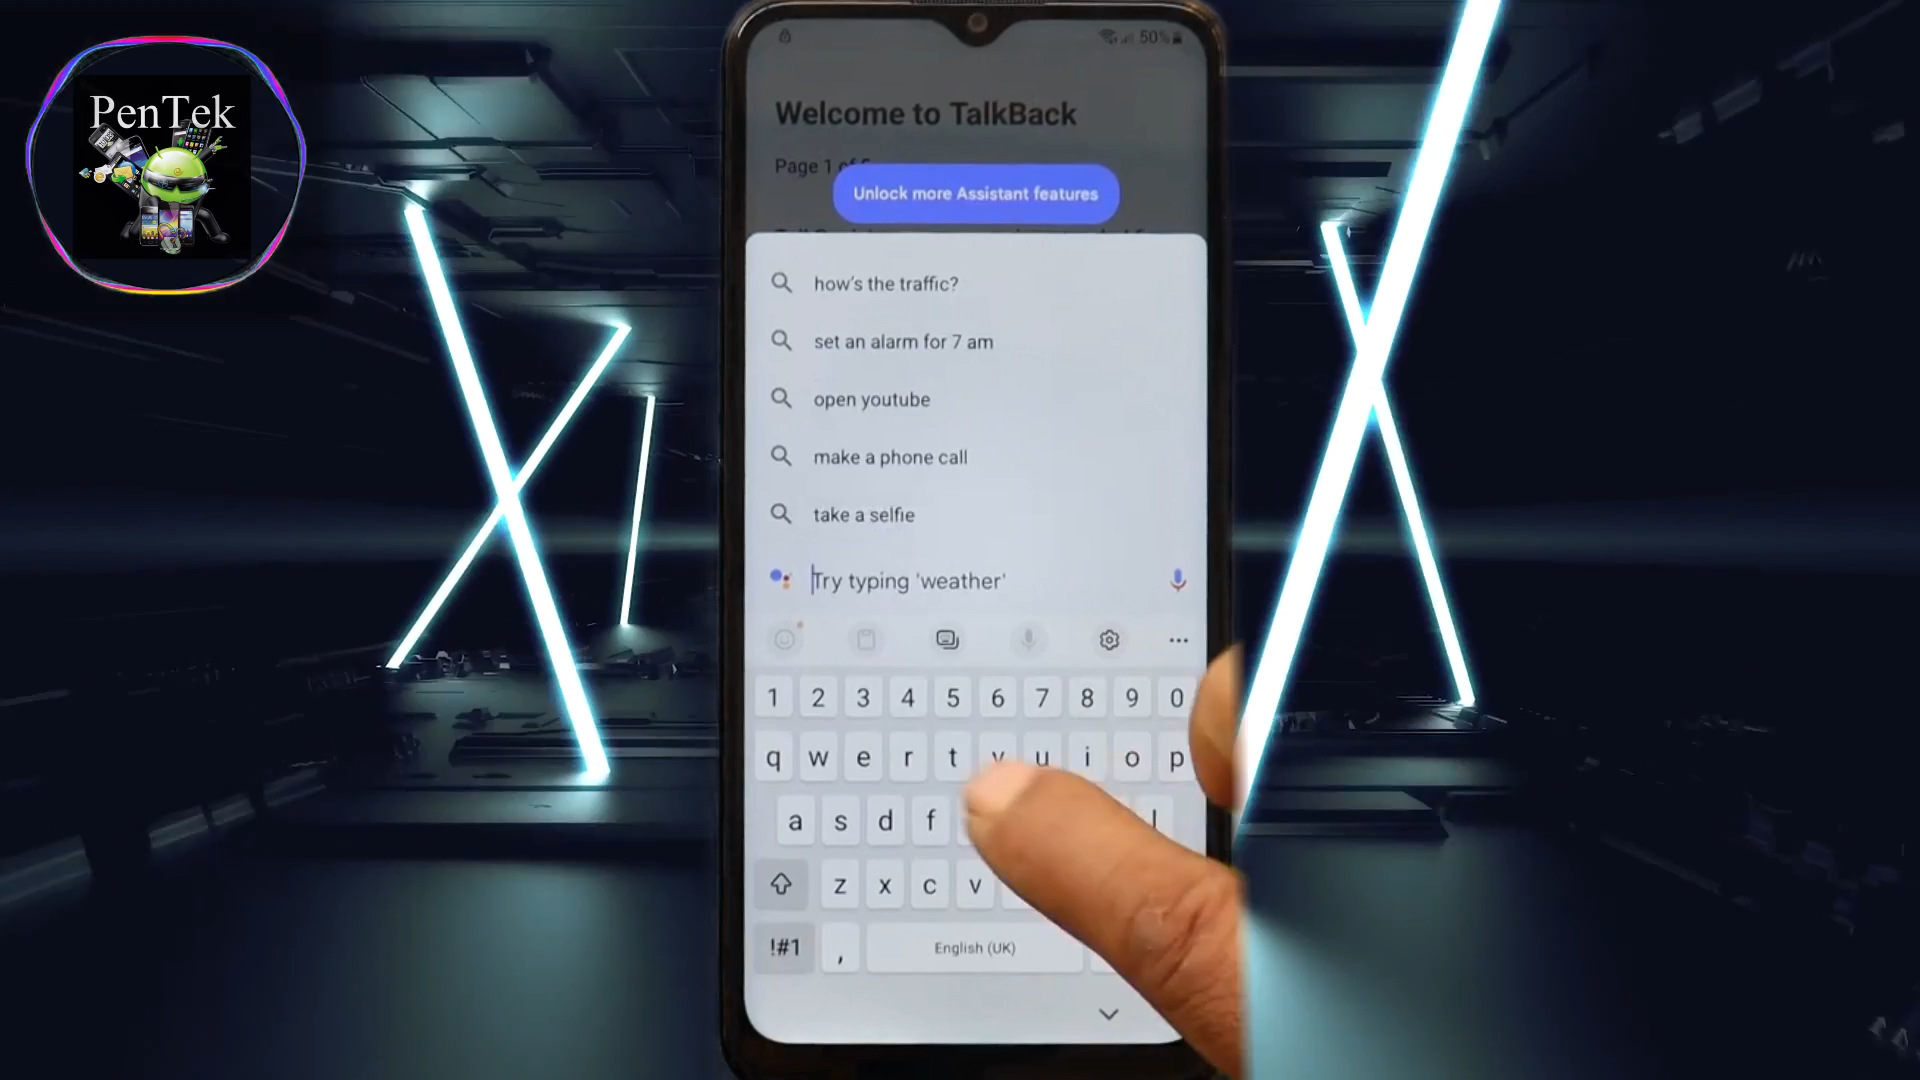 PenTek
50%
Welcome to TalkBack
Page 1 of
Unlock more Assistant features
how's the traffic?
set an alarm for 7 am
open youtube
make a phone call
take a selfie
Try typing 'weather'
1 2 3 4 5 6 7 8 9 0
q w e r t y u i o p
a s d f l
z x c v
!#1 , English (UK)